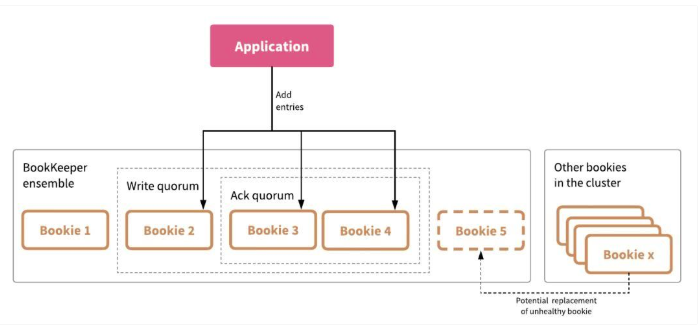 Application
Add
entries
BookKeeper
ensemble
Write quorum
Ack quorum
Bookie 1
Bookie 2
Bookie 3
Bookie 4
Bookie 5
Other bookies
in the cluster
Bookie x
Potential replacement
of unhealthy bookie